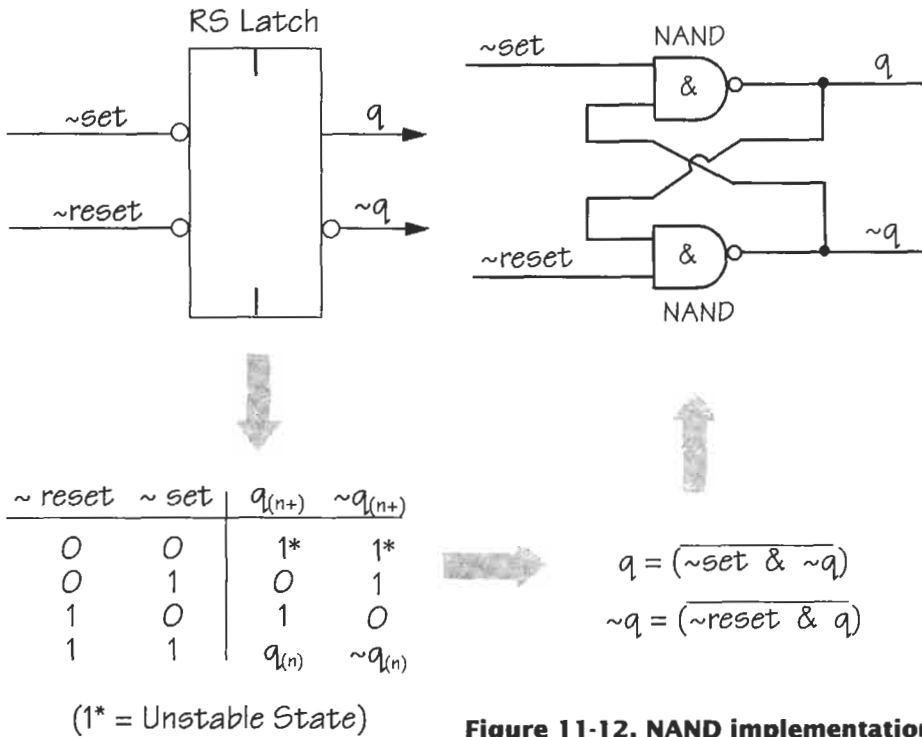 RS Latch
~set
q
~reset
~q
NAND
~set
&
q
~reset
&
~q
NAND
~ reset ~ set q(n+) ~q(n+)
0 0 1* 1*
0 1 0 1
1 0 1 0
1 1 q(n) ~q(n)
(1* = Unstable State)
q = (~set & ~q)
~q = (~reset & q)
Figure 11-12. NAND implementation